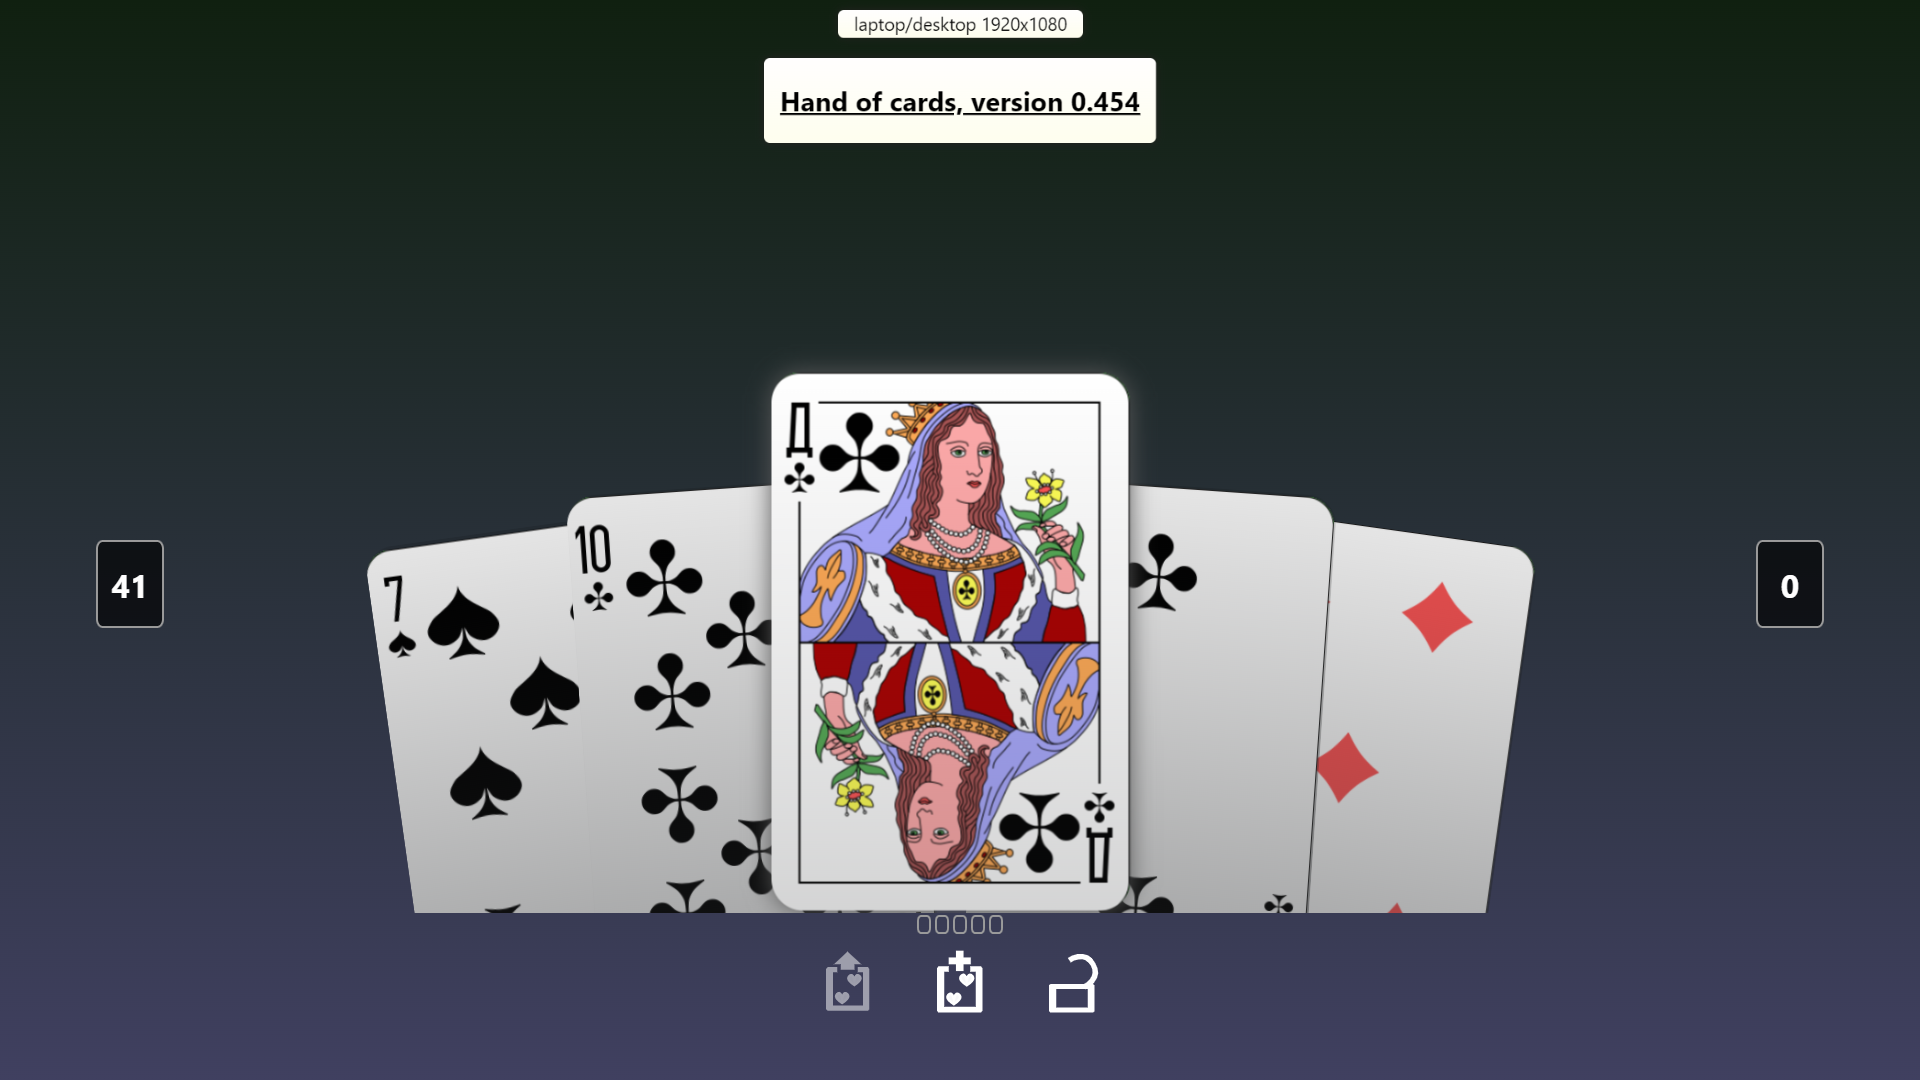 laptop/desktop 1920x1080
Hand of cards, version 0.454
Д
10
7
41
0
Д